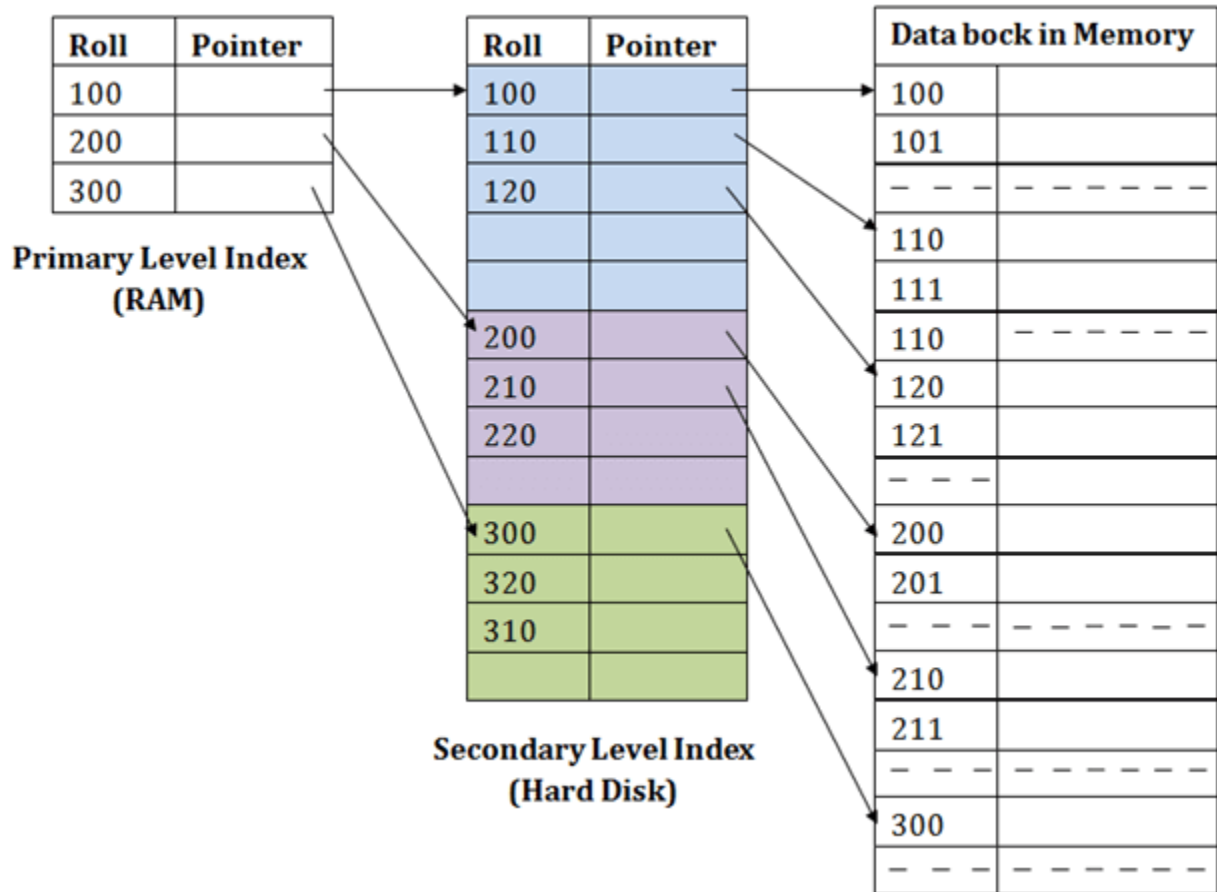 Roll Pointer
100
200
300
Primary Level Index
(RAM)
Roll Pointer
100
110
120
200
210
220
300
320
310
Secondary Level Index
(Hard Disk)
Data bock in Memory
100
101
– – – – – – – – –
110
111
110 – – – – – –
120
121
– – –
200
201
– – – – – – – – –
210
211
– – – – – – – – –
300
– – – – – – – – –